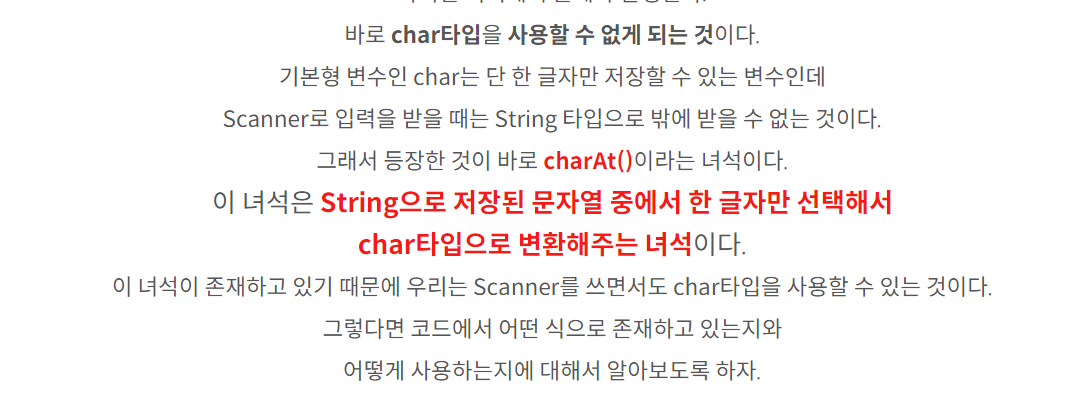 바로 char타입을 사용할 수 없게 되는 것이다.
기본형 변수인 char는 단 한 글자만 저장할 수 있는 변수인데
Scanner로 입력을 받을 때는 String 타입으로 밖에 받을 수 없는 것이다.
그래서 등장한 것이 바로 charAt()이라는 녀석이다.
이 녀석은 String으로 저장된 문자열 중에서 한 글자만 선택해서
char타입으로 변환해주는 녀석이다.
이 녀석이 존재하고 있기 때문에 우리는 Scanner를 쓰면서도 char타입을 사용할 수 있는 것이다.
그렇다면 코드에서 어떤 식으로 존재하고 있는지와
어떻게 사용하는지에 대해서 알아보도록 하자.